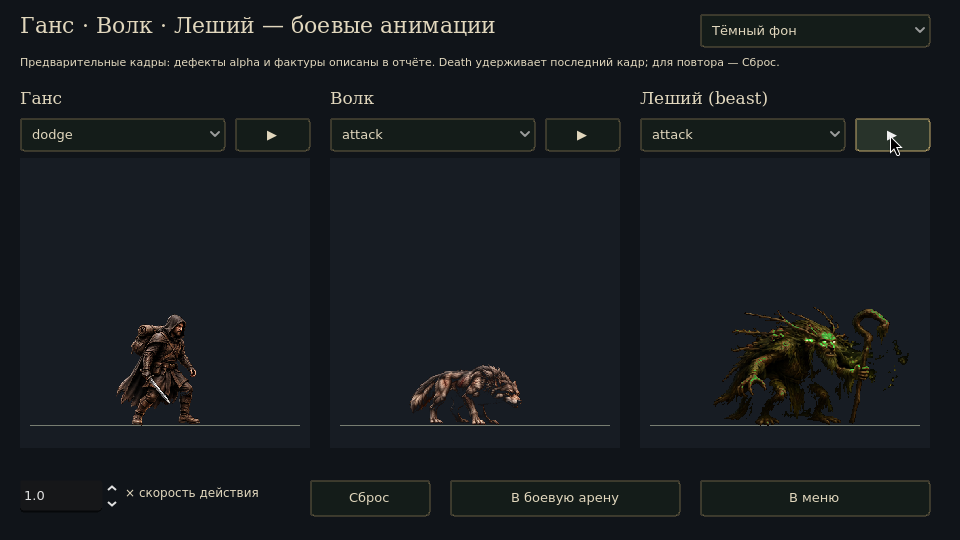 Ганс · Волк · Леший — боевые анимации
Тёмный фон
Предварительные кадры: дефекты alpha и фактуры описаны в отчёте. Death удерживает последний кадр; для повтора — Сброс.
Ганс
Волк
Леший (beast)
dodge
attack
attack
1.0
× скорость действия
Сброс
В боевую арену
В меню